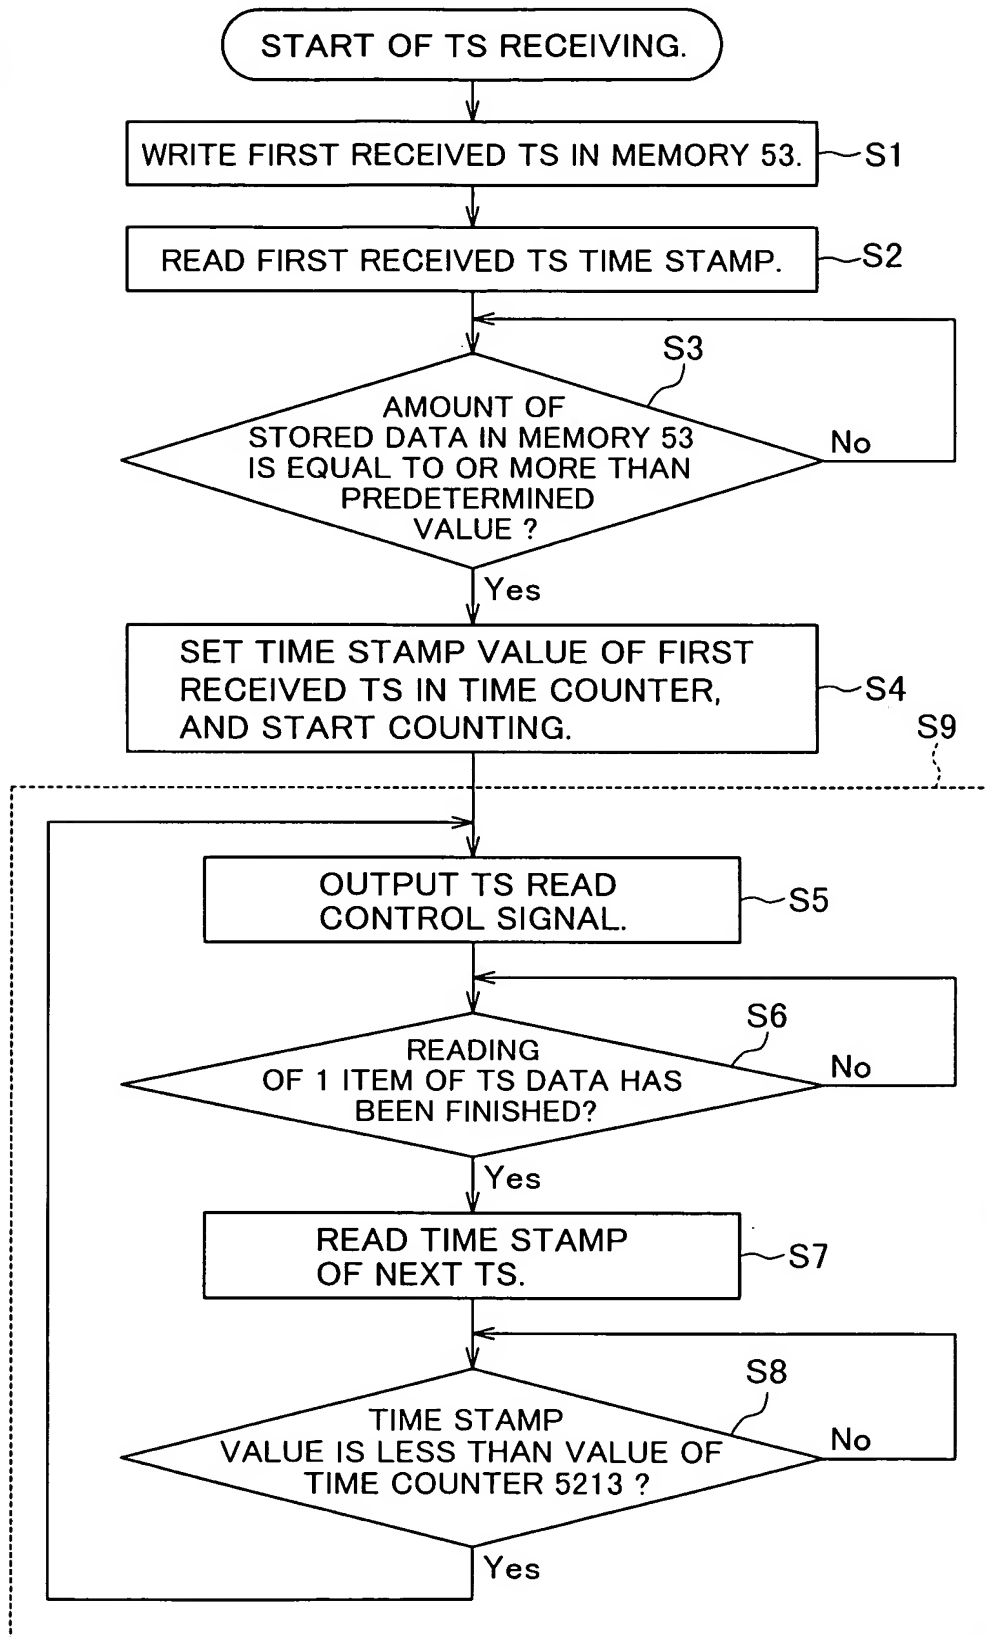 START OF TS RECEIVING.
WRITE FIRST RECEIVED TS IN MEMORY 53.
S1
READ FIRST RECEIVED TS TIME STAMP.
S2
S3
AMOUNT OF
STORED DATA IN MEMORY 53
IS EQUAL TO OR MORE THAN
PREDETERMINED
VALUE ?
No
Yes
SET TIME STAMP VALUE OF FIRST
RECEIVED TS IN TIME COUNTER,
AND START COUNTING.
S4
S9
OUTPUT TS READ
CONTROL SIGNAL.
S5
S6
READING
OF 1 ITEM OF TS DATA HAS
BEEN FINISHED?
No
Yes
READ TIME STAMP
OF NEXT TS.
S7
S8
TIME STAMP
VALUE IS LESS THAN VALUE OF
TIME COUNTER 5213 ?
No
Yes